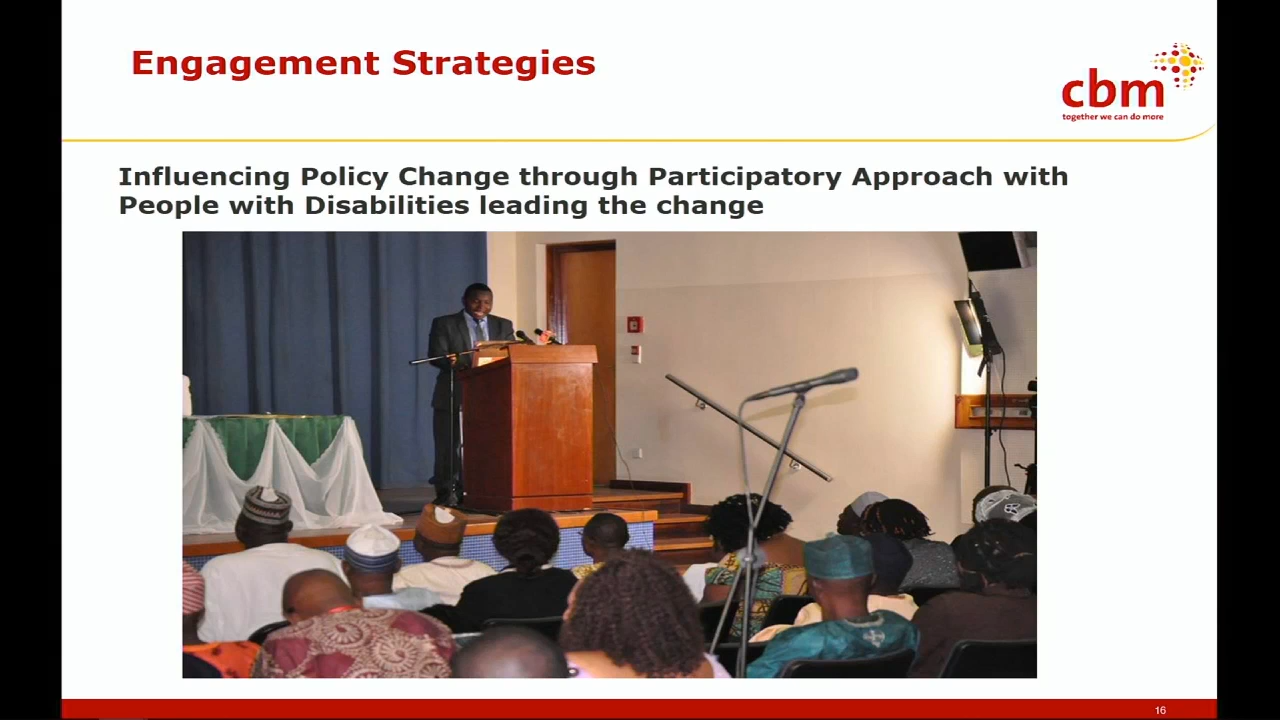 Engagement Strategies
cbm
together we can do more
Influencing Policy Change through Participatory Approach with
People with Disabilities leading the change
16